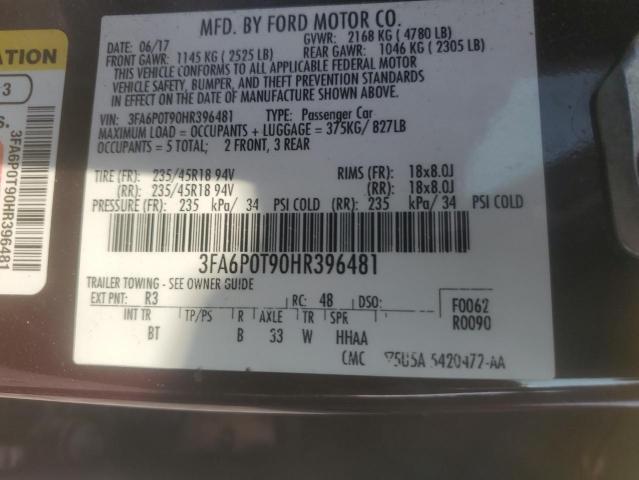 MFD. BY FORD MOTOR CO.
DATE: 06/17 GVWR: 2168 KG ( 4780 LB)
FRONT GAWR: 1145 KG ( 2525 LB) REAR GAWR: 1046 KG ( 2305 LB)
THIS VEHICLE CONFORMS TO ALL APPLICABLE FEDERAL MOTOR
VEHICLE SAFETY, BUMPER, AND THEFT PREVENTION STANDARDS
IN EFFECT ON THE DATE OF MANUFACTURE SHOWN ABOVE.
VIN: 3FA6P0T90HR396481 TYPE: Passenger Car
MAXIMUM LOAD = OCCUPANTS + LUGGAGE = 375KG/ 827LB
OCCUPANTS = 5 TOTAL; 2 FRONT, 3 REAR
TIRE (FR): 235/45R18 94V RIMS (FR): 18x8.0J
(RR): 235/45R18 94V (RR): 18x8.0J
PRESSURE (FR): 235 kPa/ 34 PSI COLD (RR): 235 kPa/ 34 PSI COLD
3FA6P0T90HR396481
TRAILER TOWING - SEE OWNER GUIDE
EXT PNT: R3 RC: 48 DSO:
INT TR TP/PS R AXLE TR SPR
BT B 33 W HHAA
F0062
R0090
CMC 5420472-AA
3
3FA6P0T90HR396481